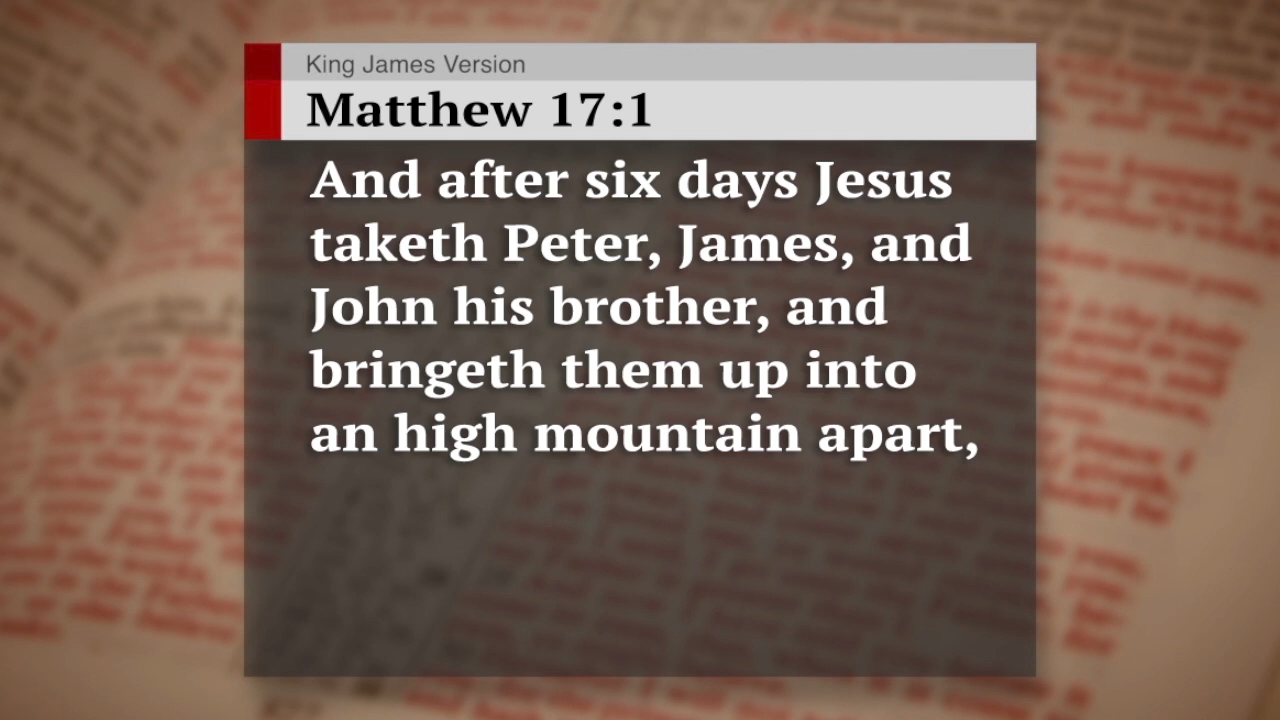 King James Version
Matthew 17:1
And after six days Jesus
taketh Peter, James, and
John his brother, and
bringeth them up into
an high mountain apart,